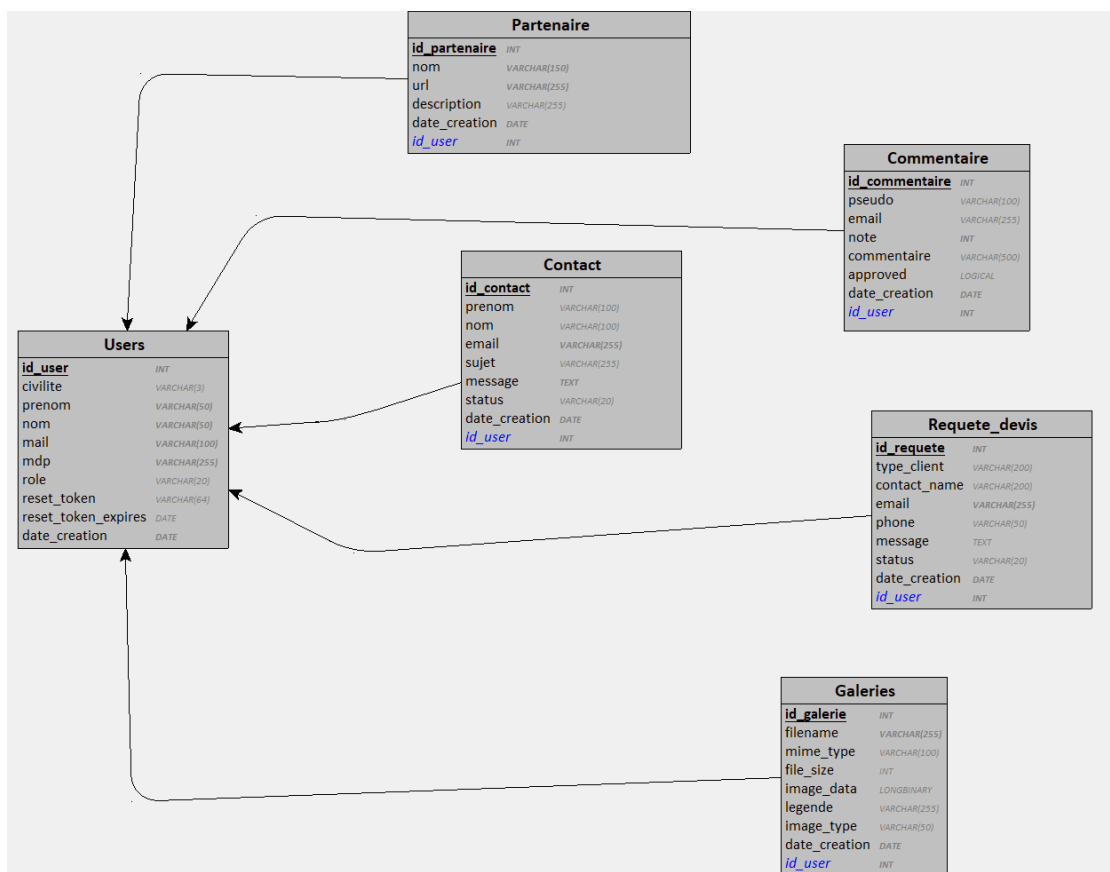 Partenaire
id_partenaire INT
nom VARCHAR(150)
url VARCHAR(255)
description VARCHAR(255)
date_creation DATE
id_user INT
Commentaire
id_commentaire INT
pseudo VARCHAR(100)
email VARCHAR(255)
note INT
commentaire VARCHAR(500)
approved LOGICAL
date_creation DATE
id_user INT
Contact
id_contact INT
prenom VARCHAR(100)
nom VARCHAR(100)
email VARCHAR(255)
sujet VARCHAR(255)
message TEXT
status VARCHAR(20)
date_creation DATE
id_user INT
Users
id_user INT
civilite VARCHAR(3)
prenom VARCHAR(50)
nom VARCHAR(50)
mail VARCHAR(100)
mdp VARCHAR(255)
role VARCHAR(20)
reset_token VARCHAR(64)
reset_token_expires DATE
date_creation DATE
Requete_devis
id_requete INT
type_client VARCHAR(200)
contact_name VARCHAR(200)
email VARCHAR(255)
phone VARCHAR(50)
message TEXT
status VARCHAR(20)
date_creation DATE
id_user INT
Galeries
id_galerie INT
filename VARCHAR(255)
mime_type VARCHAR(100)
file_size INT
image_data LONGBINARY
legende VARCHAR(255)
image_type VARCHAR(50)
date_creation DATE
id_user INT